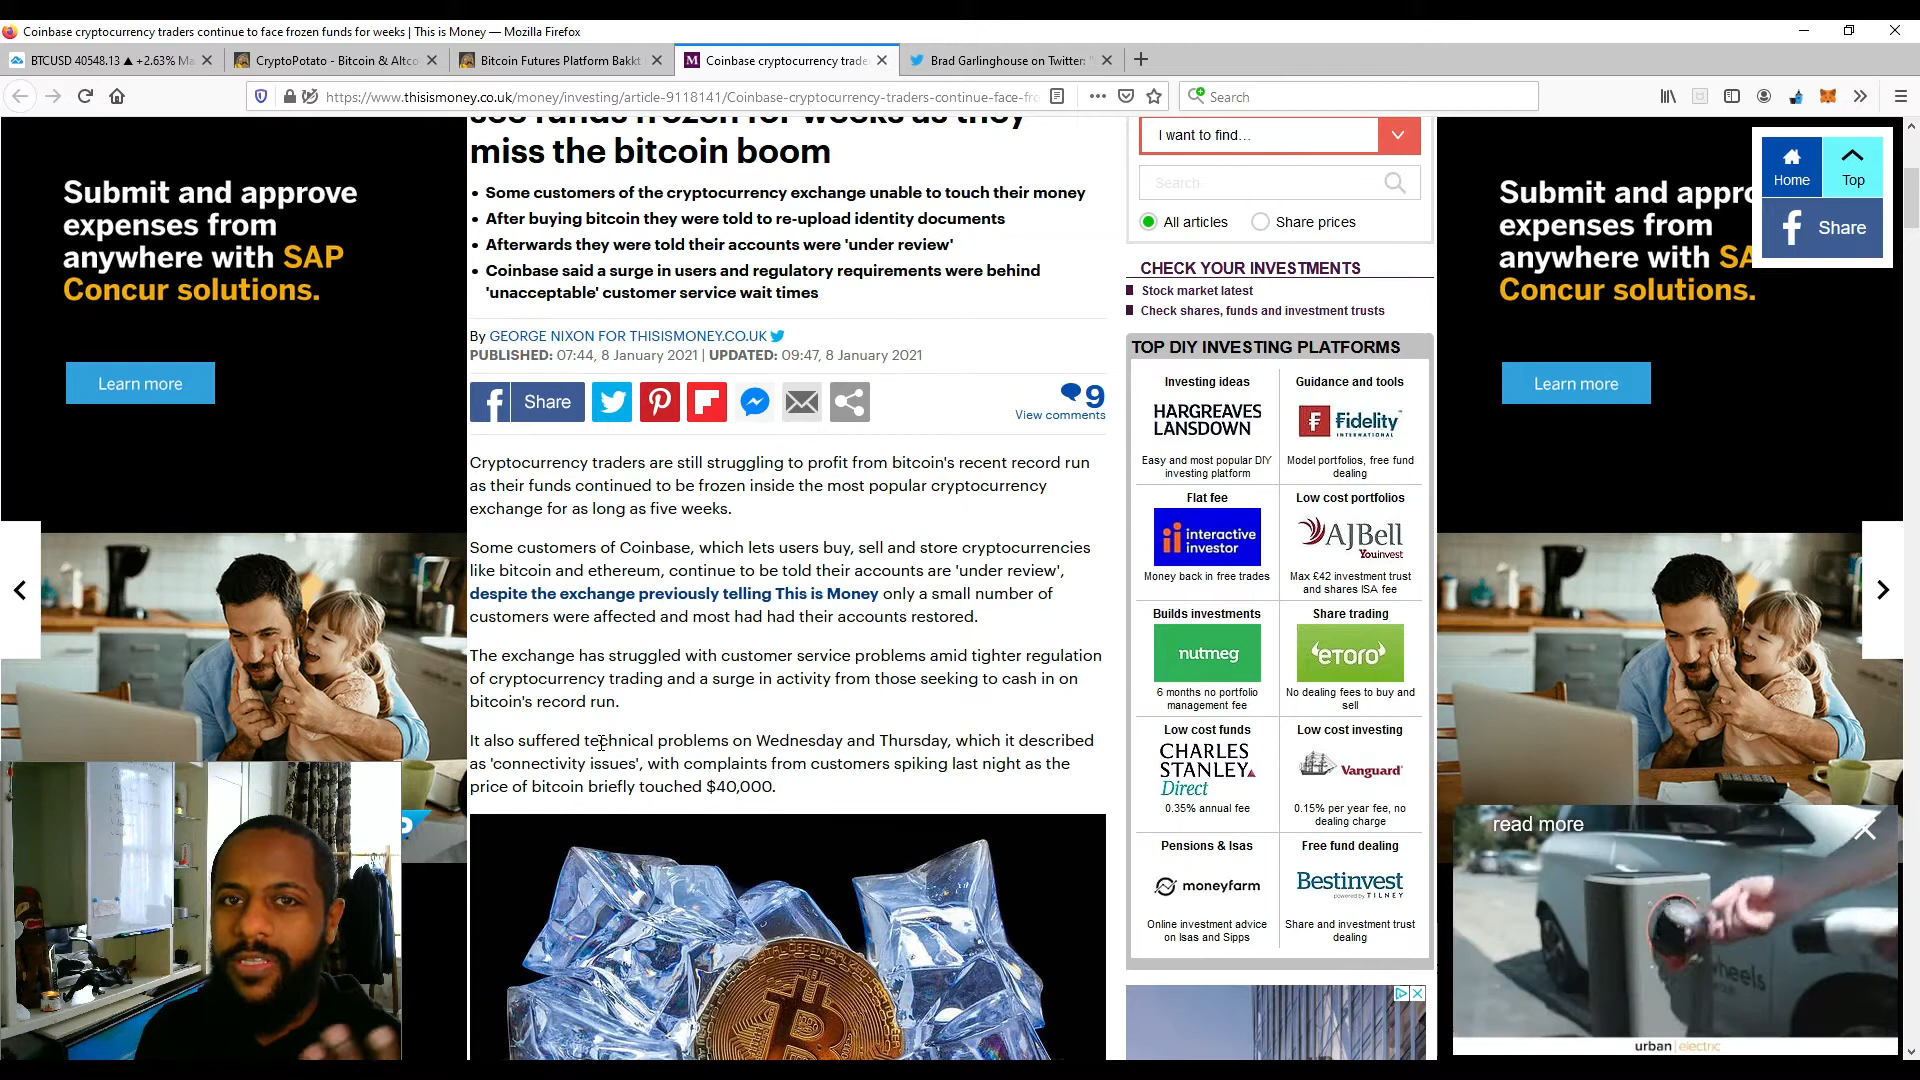 Coinbase cryptocurrency traders continue to face frozen funds for weeks | This is Money — Mozilla Firefox
BTCUSD 40548.13 ▲ +2.63%
CryptoPotato - Bitcoin & Altco
Bitcoin Futures Platform Bakkt
Coinbase cryptocurrency trade
Brad Garlinghouse on Twitter: "
https://www.thisismoney.co.uk/money/investing/article-9118141/Coinbase-cryptocurrency-traders-continue-face-fro
Search
see funds frozen for weeks as they
miss the bitcoin boom
• Some customers of the cryptocurrency exchange unable to touch their money
• After buying bitcoin they were told to re-upload identity documents
• Afterwards they were told their accounts were 'under review'
• Coinbase said a surge in users and regulatory requirements were behind
'unacceptable' customer service wait times
By GEORGE NIXON FOR THISISMONEY.CO.UK
PUBLISHED: 07:44, 8 January 2021 | UPDATED: 09:47, 8 January 2021
Share
9
View comments
Cryptocurrency traders are still struggling to profit from bitcoin's recent record run
as their funds continued to be frozen inside the most popular cryptocurrency
exchange for as long as five weeks.
Some customers of Coinbase, which lets users buy, sell and store cryptocurrencies
like bitcoin and ethereum, continue to be told their accounts are 'under review',
despite the exchange previously telling This is Money only a small number of
customers were affected and most had had their accounts restored.
The exchange has struggled with customer service problems amid tighter regulation
of cryptocurrency trading and a surge in activity from those seeking to cash in on
bitcoin's record run.
It also suffered technical problems on Wednesday and Thursday, which it described
as 'connectivity issues', with complaints from customers spiking last night as the
price of bitcoin briefly touched $40,000.
Submit and approve
expenses from
anywhere with SAP
Concur solutions.
Learn more
I want to find...
Search
All articles
Share prices
CHECK YOUR INVESTMENTS
Stock market latest
Check shares, funds and investment trusts
TOP DIY INVESTING PLATFORMS
Investing ideas
HARGREAVES
LANSDOWN
Easy and most popular DIY
investing platform
Guidance and tools
Fidelity
INTERNATIONAL
Model portfolios, free fund
dealing
Flat fee
interactive
investor
Money back in free trades
Low cost portfolios
AJBell
Youinvest
Max £42 investment trust
and shares ISA fee
Builds investments
nutmeg
6 months no portfolio
management fee
Share trading
eToro
No dealing fees to buy and
sell
Low cost funds
CHARLES
STANLEY
Direct
0.35% annual fee
Low cost investing
Vanguard
0.15% per year fee, no
dealing charge
Pensions & Isas
moneyfarm
Online investment advice
on Isas and Sipps
Free fund dealing
Bestinvest
powered by TILNEY
Share and investment trust
dealing
Submit and appro
expenses from
anywhere with SA
Concur solutions.
Learn more
Home
Top
Share
read more
wheels
urban electric